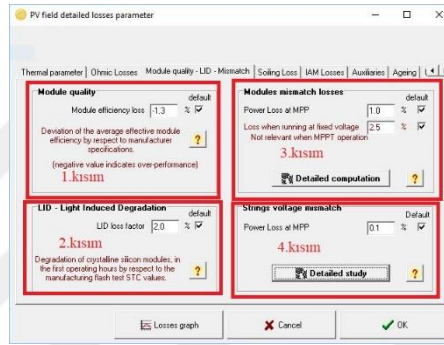 PV field detailed losses parameter
Thermal parameter | Ohmic Losses | Module quality - LID - Mismatch | Soiling Loss | IAM Losses | Auxiliaries | Ageing | U
Module quality
default
Module efficiency loss -1.3 %
Deviation of the average effective module
efficiency by respect to manufacturer
specifications.
?
(negative value indicates over-performance)
1.kısım
Modules mismatch losses
default
Power Loss at MPP 1.0 %
Loss when running at fixed voltage 2.5 %
Not relevant when MPPT operation
3.kısım
Detailed computation ?
LID - Light Induced Degradation
default
LID loss factor 2.0 %
2.kısım
Degradation of crystalline silicon modules, in
the first operating hours by respect to the
manufacturing flash test STC values.
?
Strings voltage mismatch
Default
Power Loss at MPP 0.1 %
4.kısım
Detailed study ?
Losses graph Cancel OK